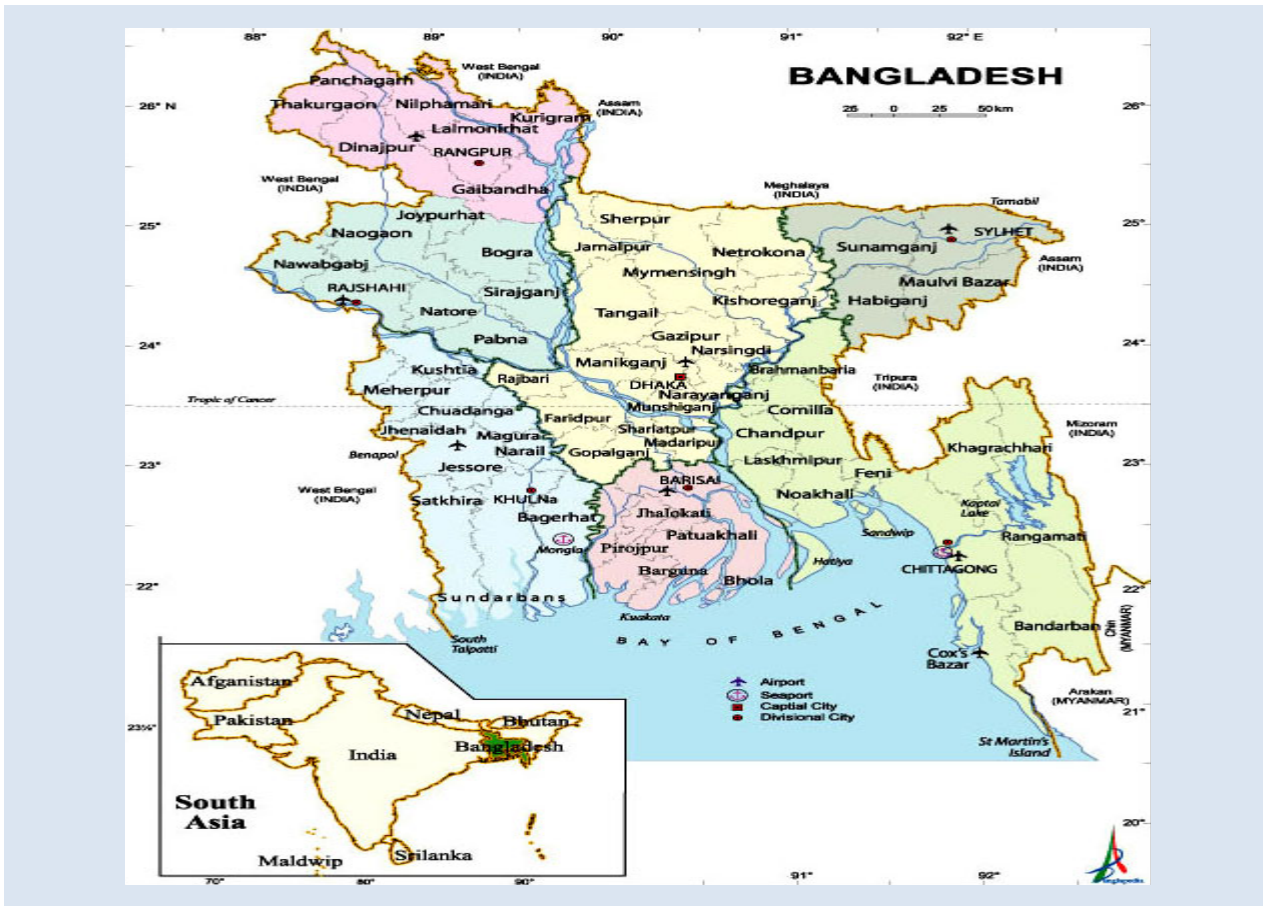 88°
90°
91°
92° E
BANGLADESH
25 0 25 50 km
West Bengal
(INDIA)
Panchagarh
26° N
Thakurgaon
Nilphamari
Assam
(INDIA)
26°
Kurigram
Lalmonirhat
Dinajpur
RANGPUR
West Bengal
(INDIA)
Gaibandha
Meghalaya
(INDIA)
Tamabil
25°
Joypurhat
Sherpur
25°
Naogaon
Jamalpur
Netrokona
Sunamganj
SYLHET
Bogra
Assam
(INDIA)
Nawabgabj
Mymensingh
Maulvi Bazar
RAJSHAHI
Sirajganj
Kishoreganj
Habiganj
Natore
Tangail
Pabna
Gazipur
24°
Narsingdi
24°
Kushtia
Manikganj
Brahmanbaria
Rajbari
DHAKA
Tripura
(INDIA)
Meherpur
Narayanganj
Tropic of Cancer
Munshiganj
Chuadanga
Faridpur
Comilla
Jhenaidah
Magura
Shariatpur
Chandpur
Mizoram
(INDIA)
Benapol
Narail
Madaripur
Khagrachhari
23°
Jessore
Gopalganj
Laskhmipur
Feni
23°
West Bengal
(INDIA)
Satkhira
KHULNa
BARISAl
Noakhali
Kaptai
Lake
Bagerhat
Jhalokati
Sandwip
Mongla
Patuakhali
Rangamati
Pirojpur
Hatiya
CHITTAGONG
22°
Barguna
Bhola
22°
Sundarbans
Kwakata
BAY OF BENGAL
Bandarban
Chin
(MYANMAR)
South
Talpatti
Cox's
Bazar
Airport
Seaport
Captial City
Divisional City
Arakan
(MYANMAR)
21°
St Martin's
Island
Afganistan
Pakistan
Nepal
Bhutan
23½°
Bangladesh
India
South
Asia
20°
Maldwip
Srilanka
70°
80°
90°
91°
92°